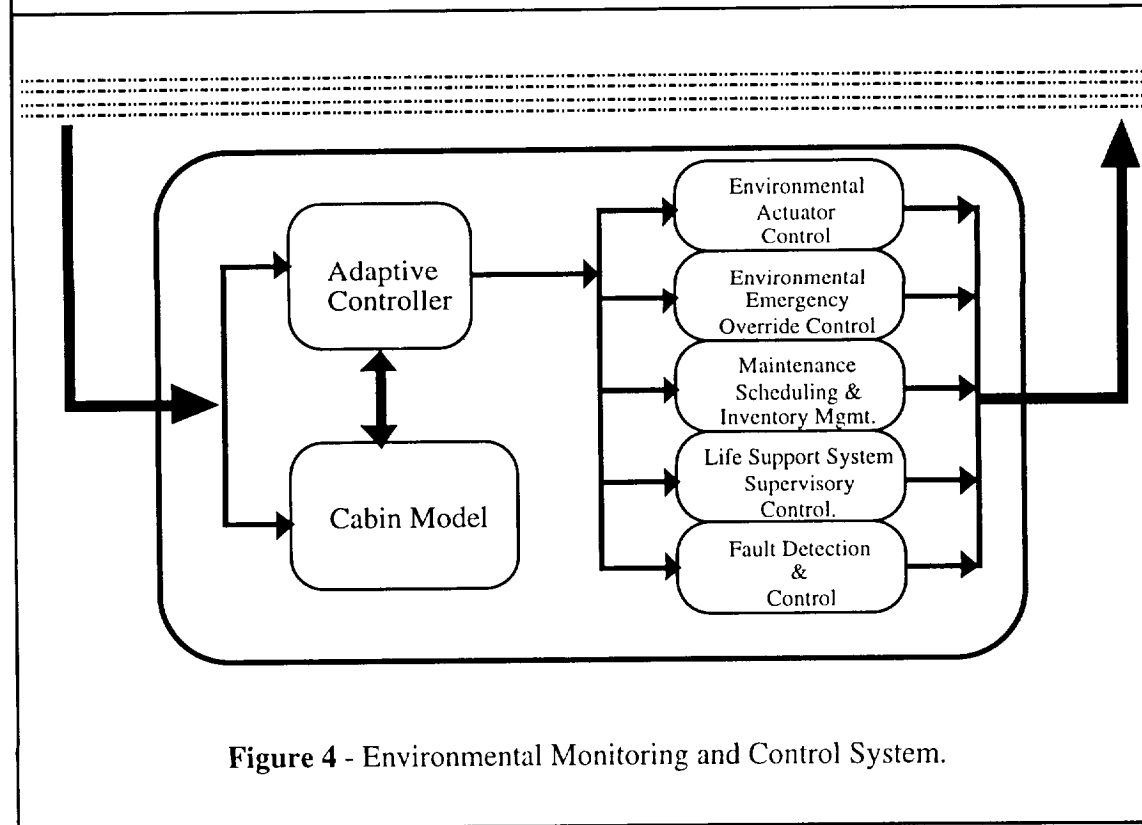 Adaptive
Controller
Cabin Model
Environmental
Actuator
Control
Environmental
Emergency
Override Control
Maintenance
Scheduling &
Inventory Mgmt.
Life Support System
Supervisory
Control.
Fault Detection
&
Control
Figure 4 - Environmental Monitoring and Control System.